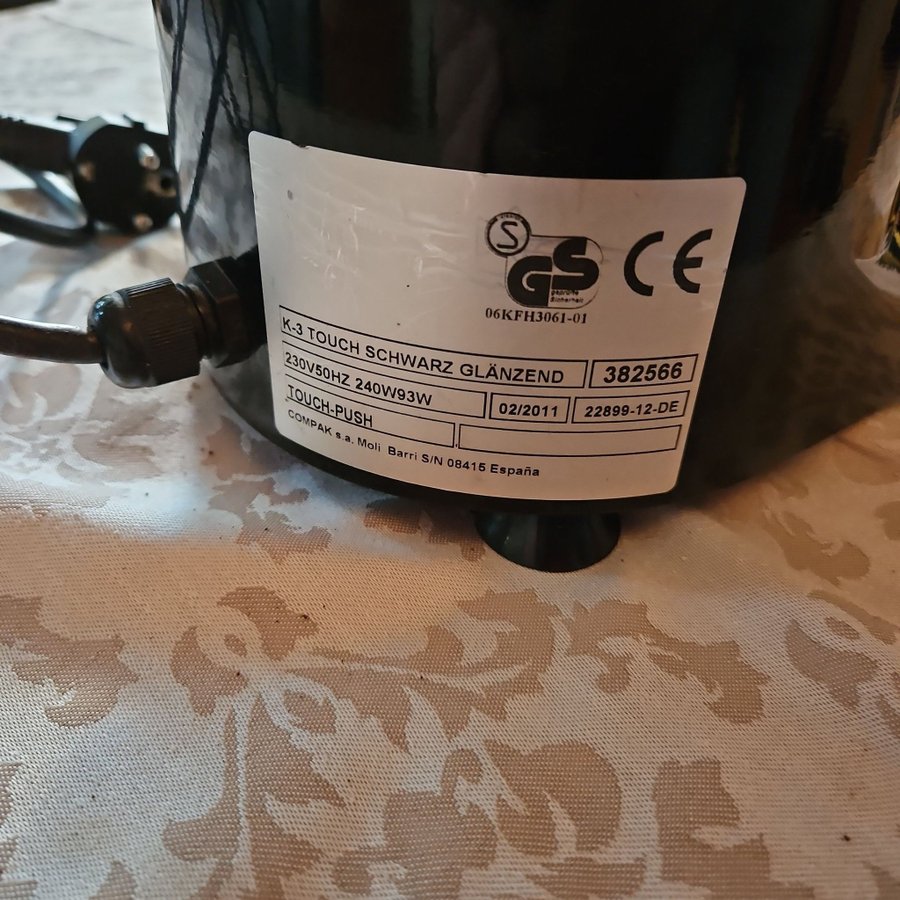 S
GS
geprüfte
Sicherheit
CE
06KFH3061-01
K-3 TOUCH SCHWARZ GLÄNZEND 382566
230V50HZ 240W93W 02/2011 22899-12-DE
TOUCH-PUSH
COMPAK s.a. Moli Barri S/N 08415 España